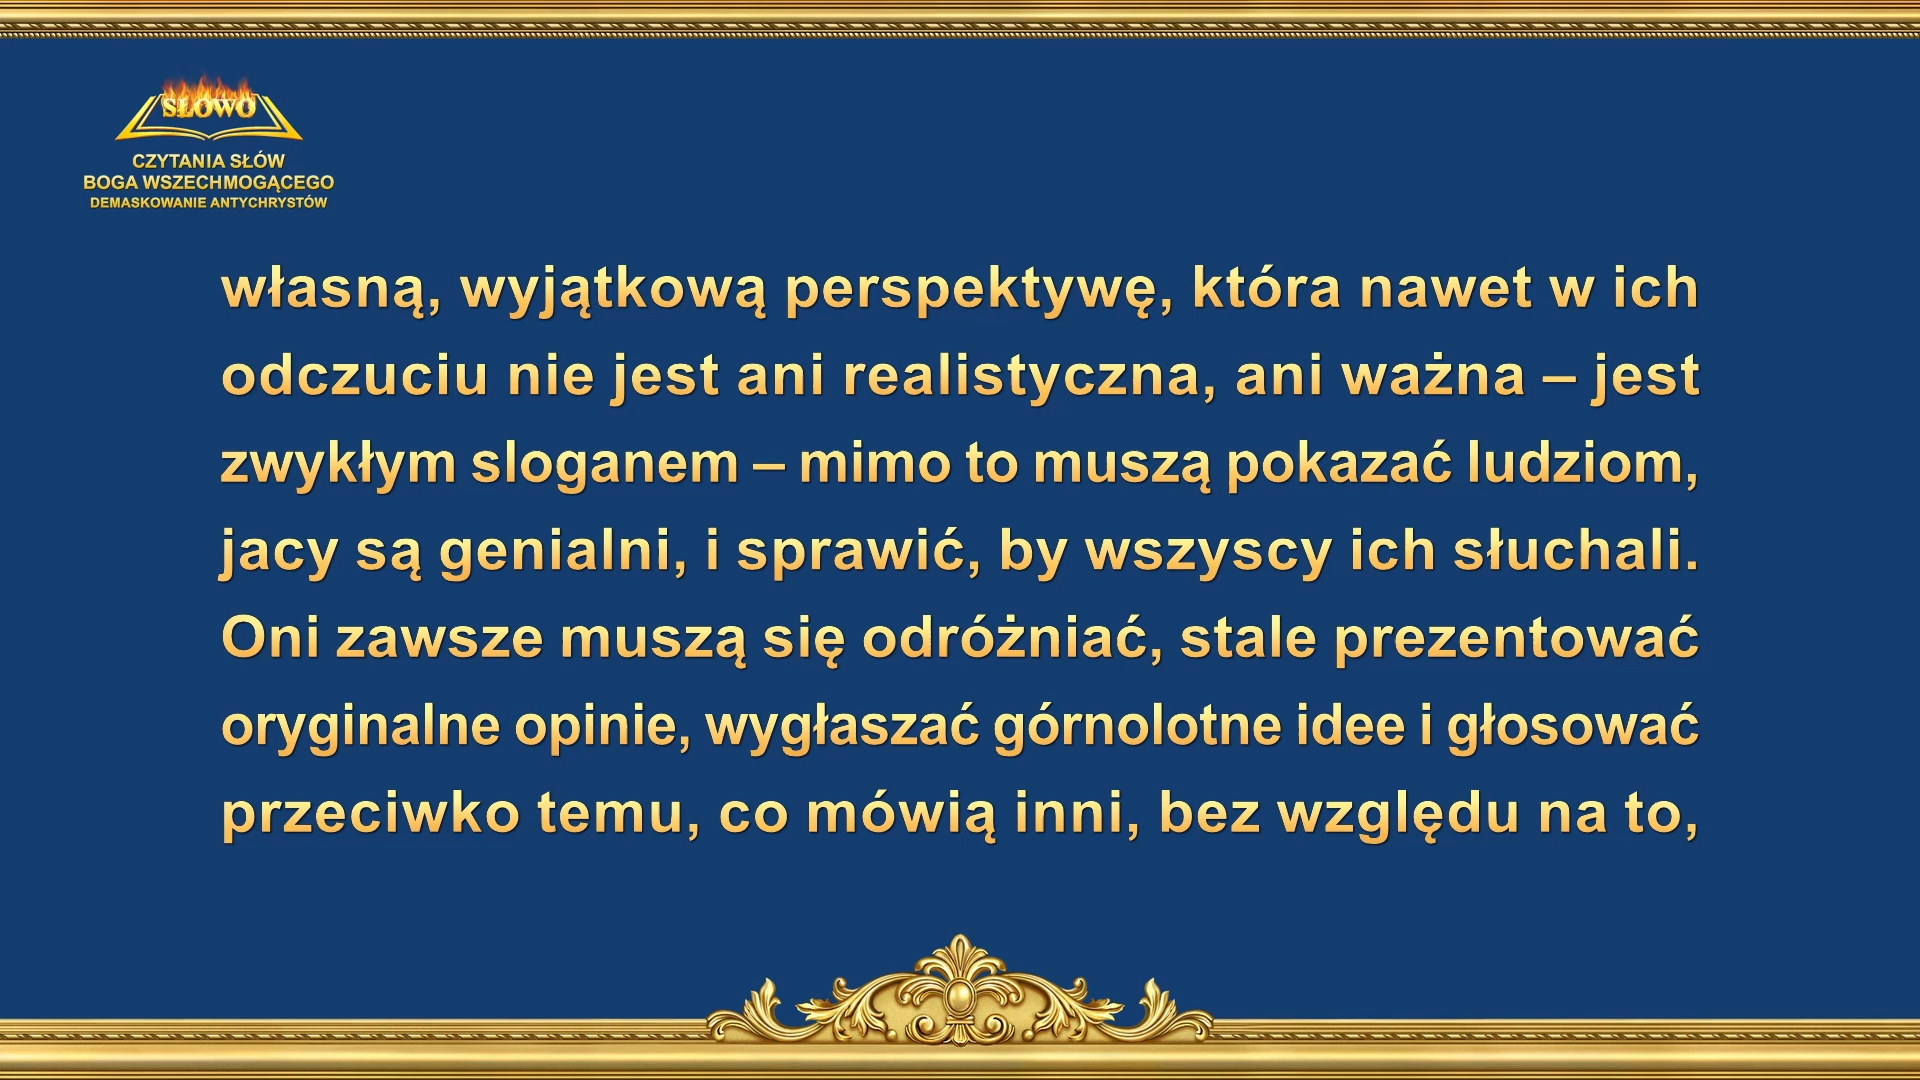 SŁOWO
CZYTANIA SŁÓW
BOGA WSZECHMOGĄCEGO
DEMASKOWANIE ANTYCHRYSTÓW
własną, wyjątkową perspektywę, która nawet w ich
odczuciu nie jest ani realistyczna, ani ważna – jest
zwykłym sloganem – mimo to muszą pokazać ludziom,
jacy są genialni, i sprawić, by wszyscy ich słuchali.
Oni zawsze muszą się odróżniać, stale prezentować
oryginalne opinie, wygłaszać górnolotne idee i głosować
przeciwko temu, co mówią inni, bez względu na to,